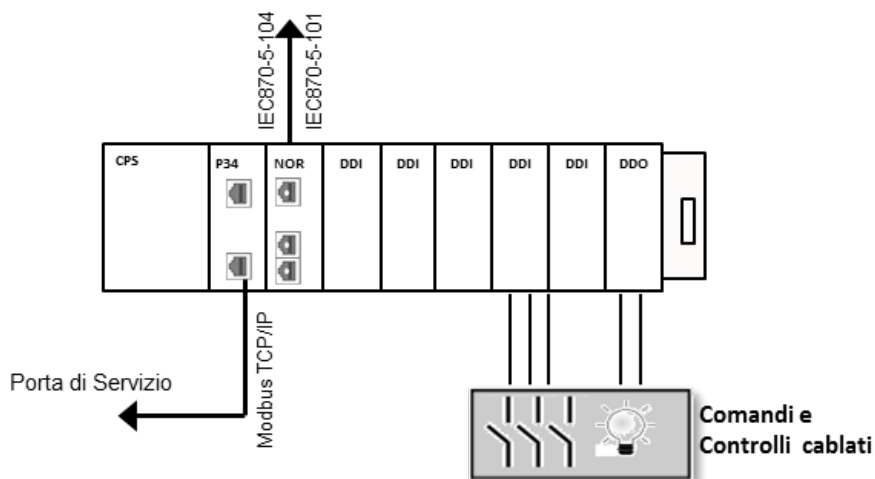 IEC870-5-104
IEC870-5-101
CPS
P34
NOR
DDI
DDI
DDI
DDI
DDI
DDO
Modbus TCP/IP
Porta di Servizio
Comandi e
Controlli cablati